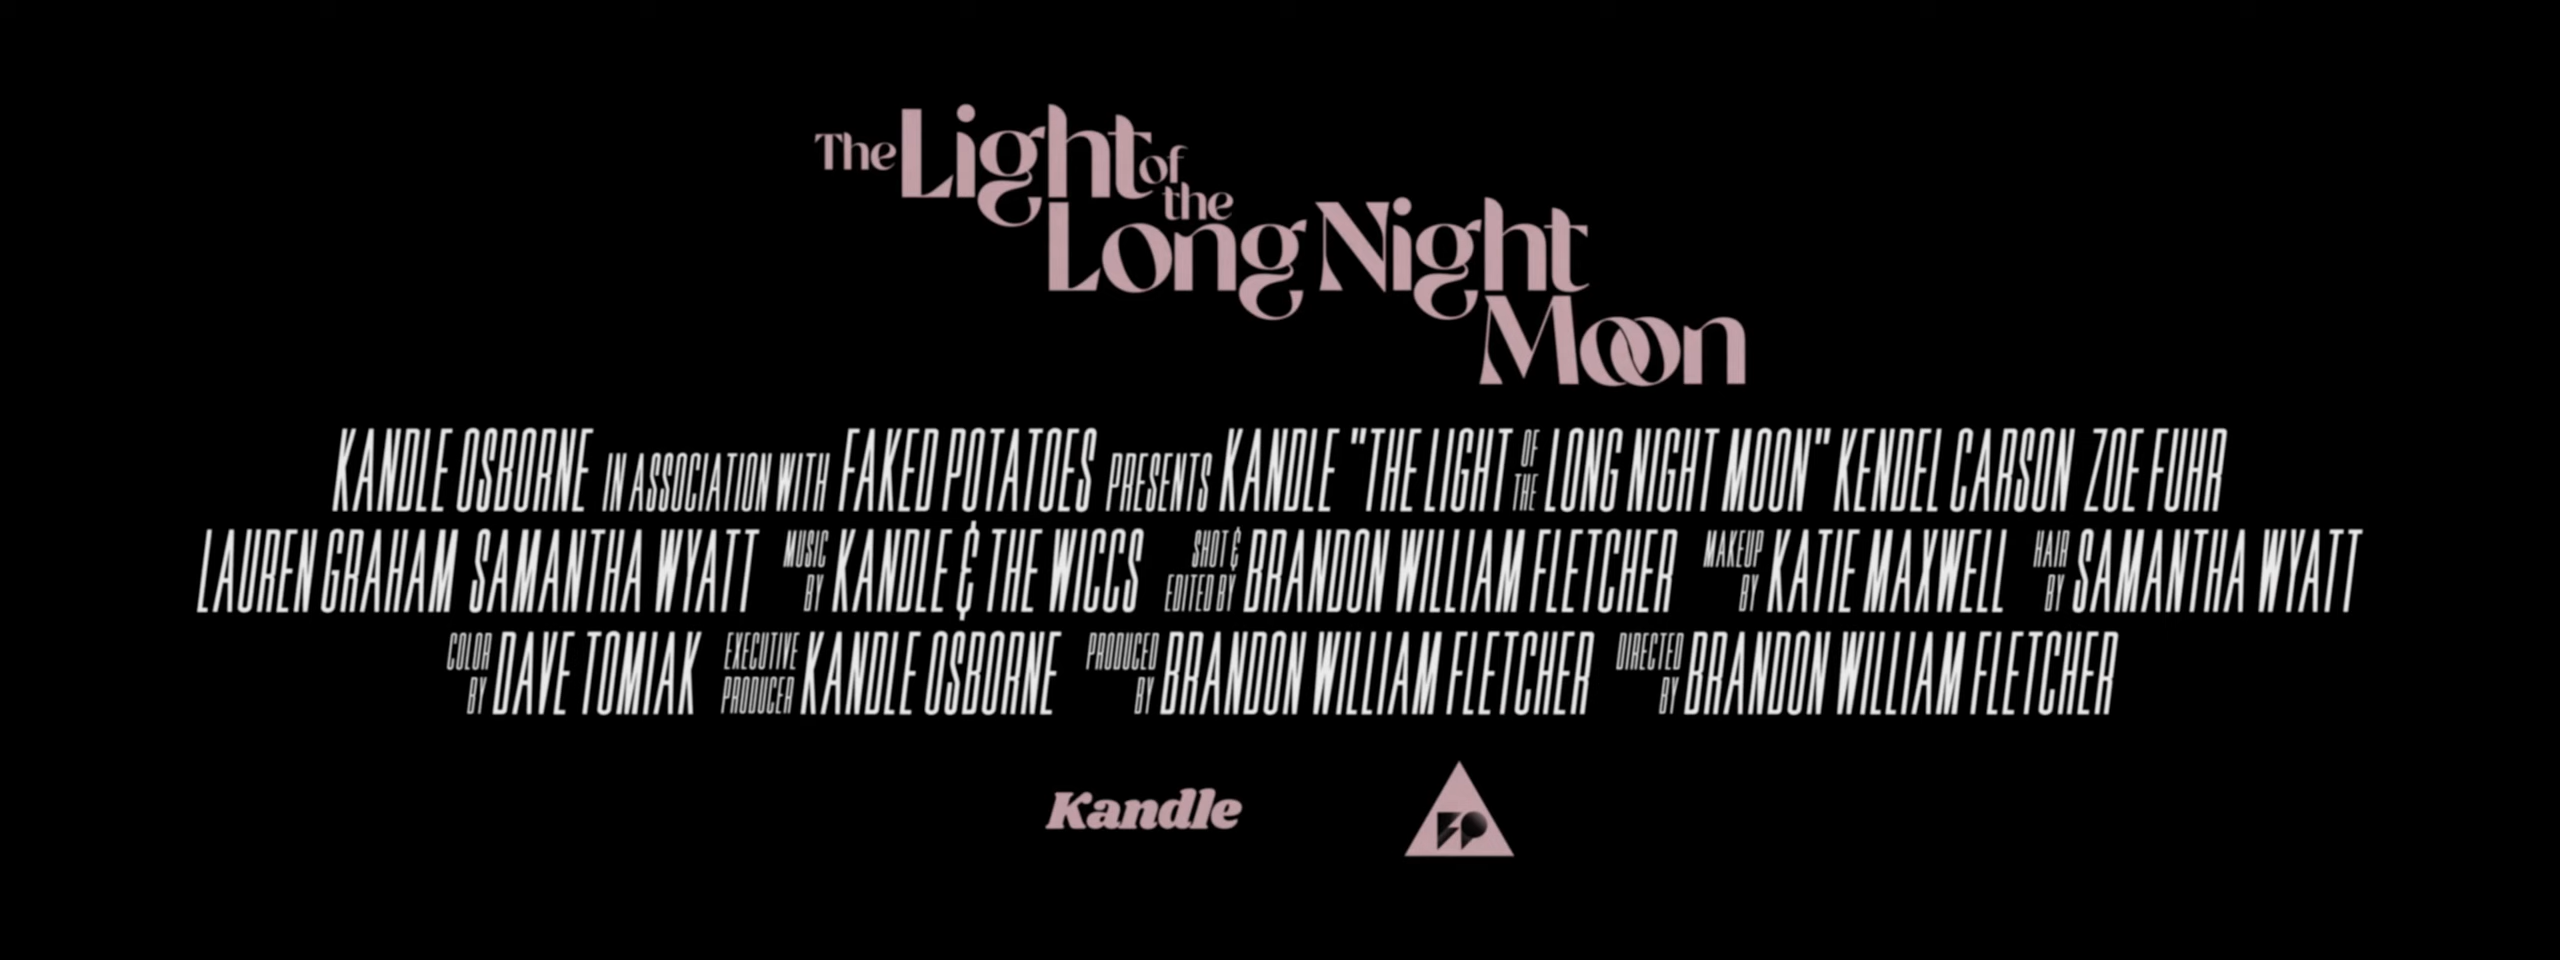 The Light of
the
Long Night
Moon
KANDLE OSBORNE IN ASSOCIATION WITH FAKED POTATOES PRESENTS KANDLE "THE LIGHT OF THE LONG NIGHT MOON" KENDEL CARSON ZOE FUHR
LAUREN GRAHAM SAMANTHA WYATT MUSIC BY KANDLE & THE WICCS SHOT & EDITED BY BRANDON WILLIAM FLETCHER MAKEUP BY KATIE MAXWELL HAIR BY SAMANTHA WYATT
COLOR BY DAVE TOMIAK EXECUTIVE PRODUCER KANDLE OSBORNE PRODUCED BY BRANDON WILLIAM FLETCHER DIRECTED BY BRANDON WILLIAM FLETCHER
Kandle FP